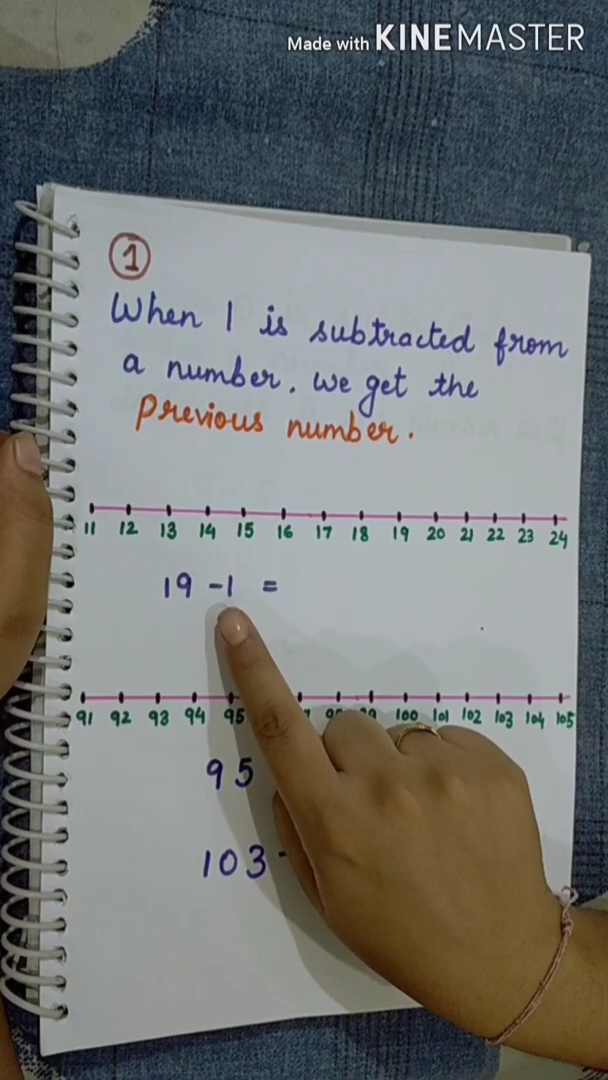 Made with KINEMASTER
1
When 1 is subtracted from
a number, we get the
Previous number.
11 12 13 14 15 16 17 18 19 20 21 22 23 24
19 -1 =
91 92 93 94 95 99 100 101 102 103 104 105
95
103 -